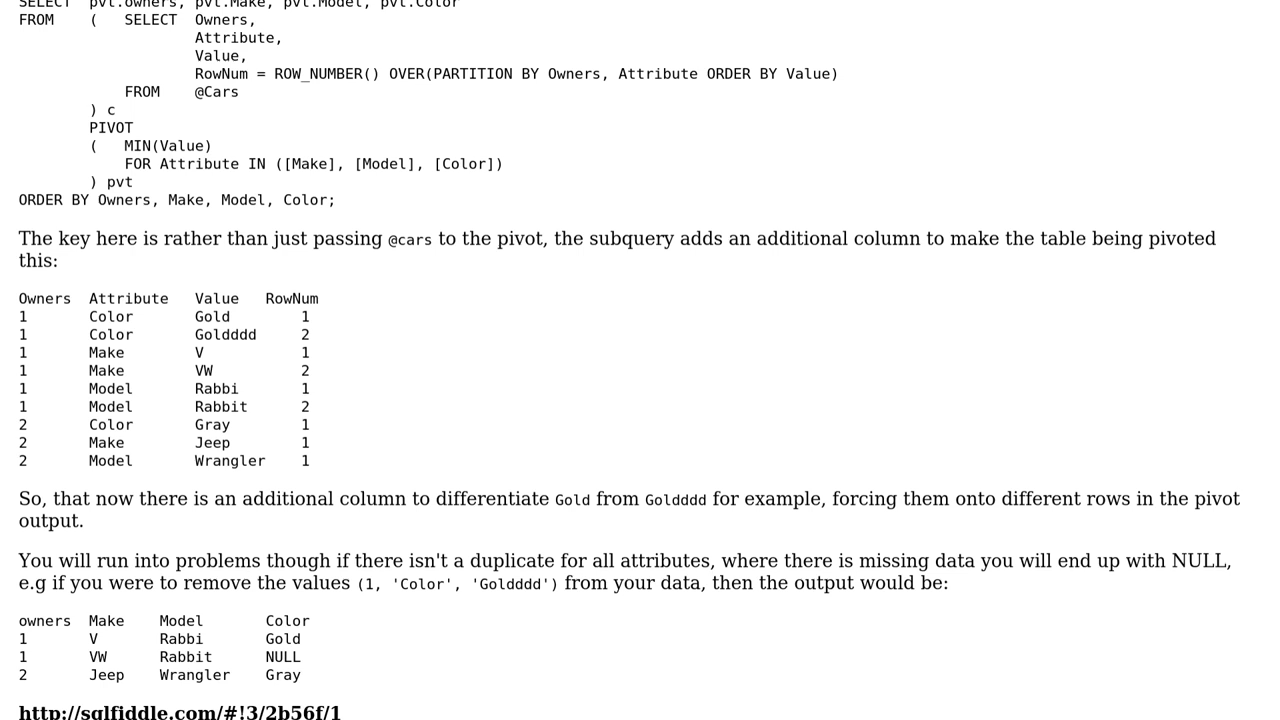 SELECT  pvt.owners, pvt.Make, pvt.Model, pvt.Color
FROM    (   SELECT  Owners,
                    Attribute,
                    Value,
                    RowNum = ROW_NUMBER() OVER(PARTITION BY Owners, Attribute ORDER BY Value)
            FROM    @Cars
        ) c
        PIVOT
        (   MIN(Value)
            FOR Attribute IN ([Make], [Model], [Color])
        ) pvt
ORDER BY Owners, Make, Model, Color;
The key here is rather than just passing @cars to the pivot, the subquery adds an additional column to make the table being pivoted
this:
Owners  Attribute   Value   RowNum
1       Color       Gold        1
1       Color       Goldddd     2
1       Make        V           1
1       Make        VW          2
1       Model       Rabbi       1
1       Model       Rabbit      2
2       Color       Gray        1
2       Make        Jeep        1
2       Model       Wrangler    1
So, that now there is an additional column to differentiate Gold from Goldddd for example, forcing them onto different rows in the pivot
output.
You will run into problems though if there isn't a duplicate for all attributes, where there is missing data you will end up with NULL,
e.g if you were to remove the values (1, 'Color', 'Goldddd') from your data, then the output would be:
owners  Make    Model       Color
1       V       Rabbi       Gold
1       VW      Rabbit      NULL
2       Jeep    Wrangler    Gray
http://sqlfiddle.com/#!3/2b56f/1